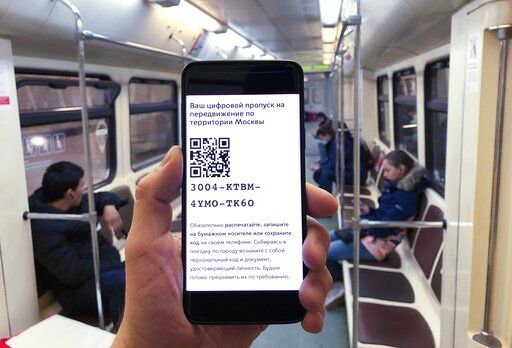 Ваш цифровой пропуск на
передвижение по
территории Москвы
3004-KTBM-
4YMO-TK6O
Обязательно распечатайте, запишите
на бумажном носителе или сохраните
код на своем телефоне. Собираясь в
поездку по городу возьмите с собой
персональный код и документ,
удостоверяющий личность. Будьте
готовы предъявить их по требованию.